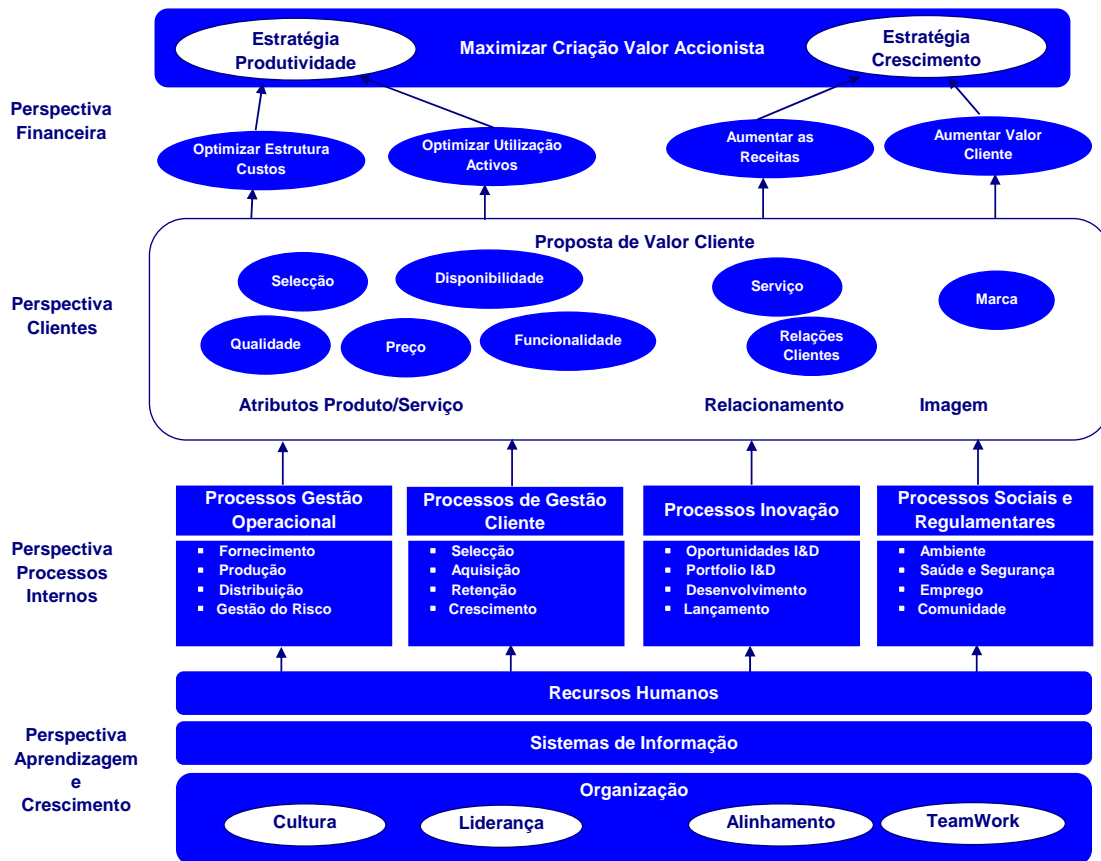 Estratégia
Produtividade
Maximizar Criação Valor Accionista
Estratégia
Crescimento
Perspectiva
Financeira
Optimizar Estrutura
Custos
Optimizar Utilização
Activos
Aumentar as
Receitas
Aumentar Valor
Cliente
Proposta de Valor Cliente
Perspectiva
Clientes
Selecção
Disponibilidade
Serviço
Marca
Qualidade
Preço
Funcionalidade
Relações
Clientes
Atributos Produto/Serviço
Relacionamento
Imagem
Perspectiva
Processos
Internos
Processos Gestão
Operacional
▪ Fornecimento
▪ Produção
▪ Distribuição
▪ Gestão do Risco
Processos de Gestão
Cliente
▪ Selecção
▪ Aquisição
▪ Retenção
▪ Crescimento
Processos Inovação
▪ Oportunidades I&D
▪ Portfolio I&D
▪ Desenvolvimento
▪ Lançamento
Processos Sociais e
Regulamentares
▪ Ambiente
▪ Saúde e Segurança
▪ Emprego
▪ Comunidade
Perspectiva
Aprendizagem
e
Crescimento
Recursos Humanos
Sistemas de Informação
Organização
Cultura
Liderança
Alinhamento
TeamWork